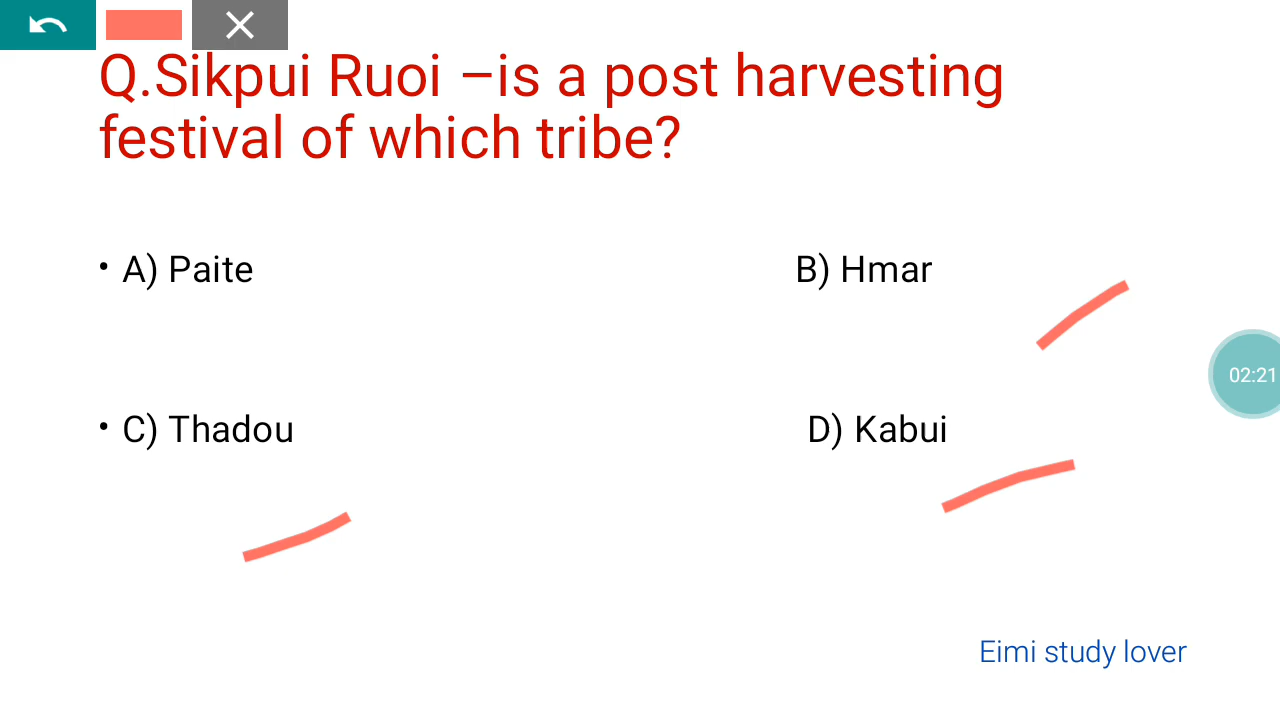 Q.Sikpui Ruoi –is a post harvesting
festival of which tribe?
• A) Paite B) Hmar
• C) Thadou D) Kabui
02:21
Eimi study lover